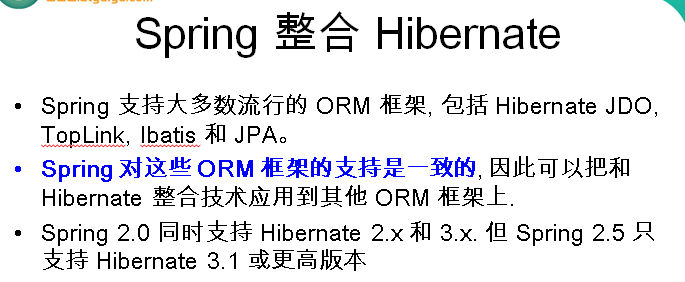 Spring 整合 Hibernate
• Spring 支持大多数流行的 ORM 框架, 包括 Hibernate JDO,
TopLink, Ibatis 和 JPA。
• Spring 对这些 ORM 框架的支持是一致的, 因此可以把和
Hibernate 整合技术应用到其他 ORM 框架上.
• Spring 2.0 同时支持 Hibernate 2.x 和 3.x. 但 Spring 2.5 只
支持 Hibernate 3.1 或更高版本